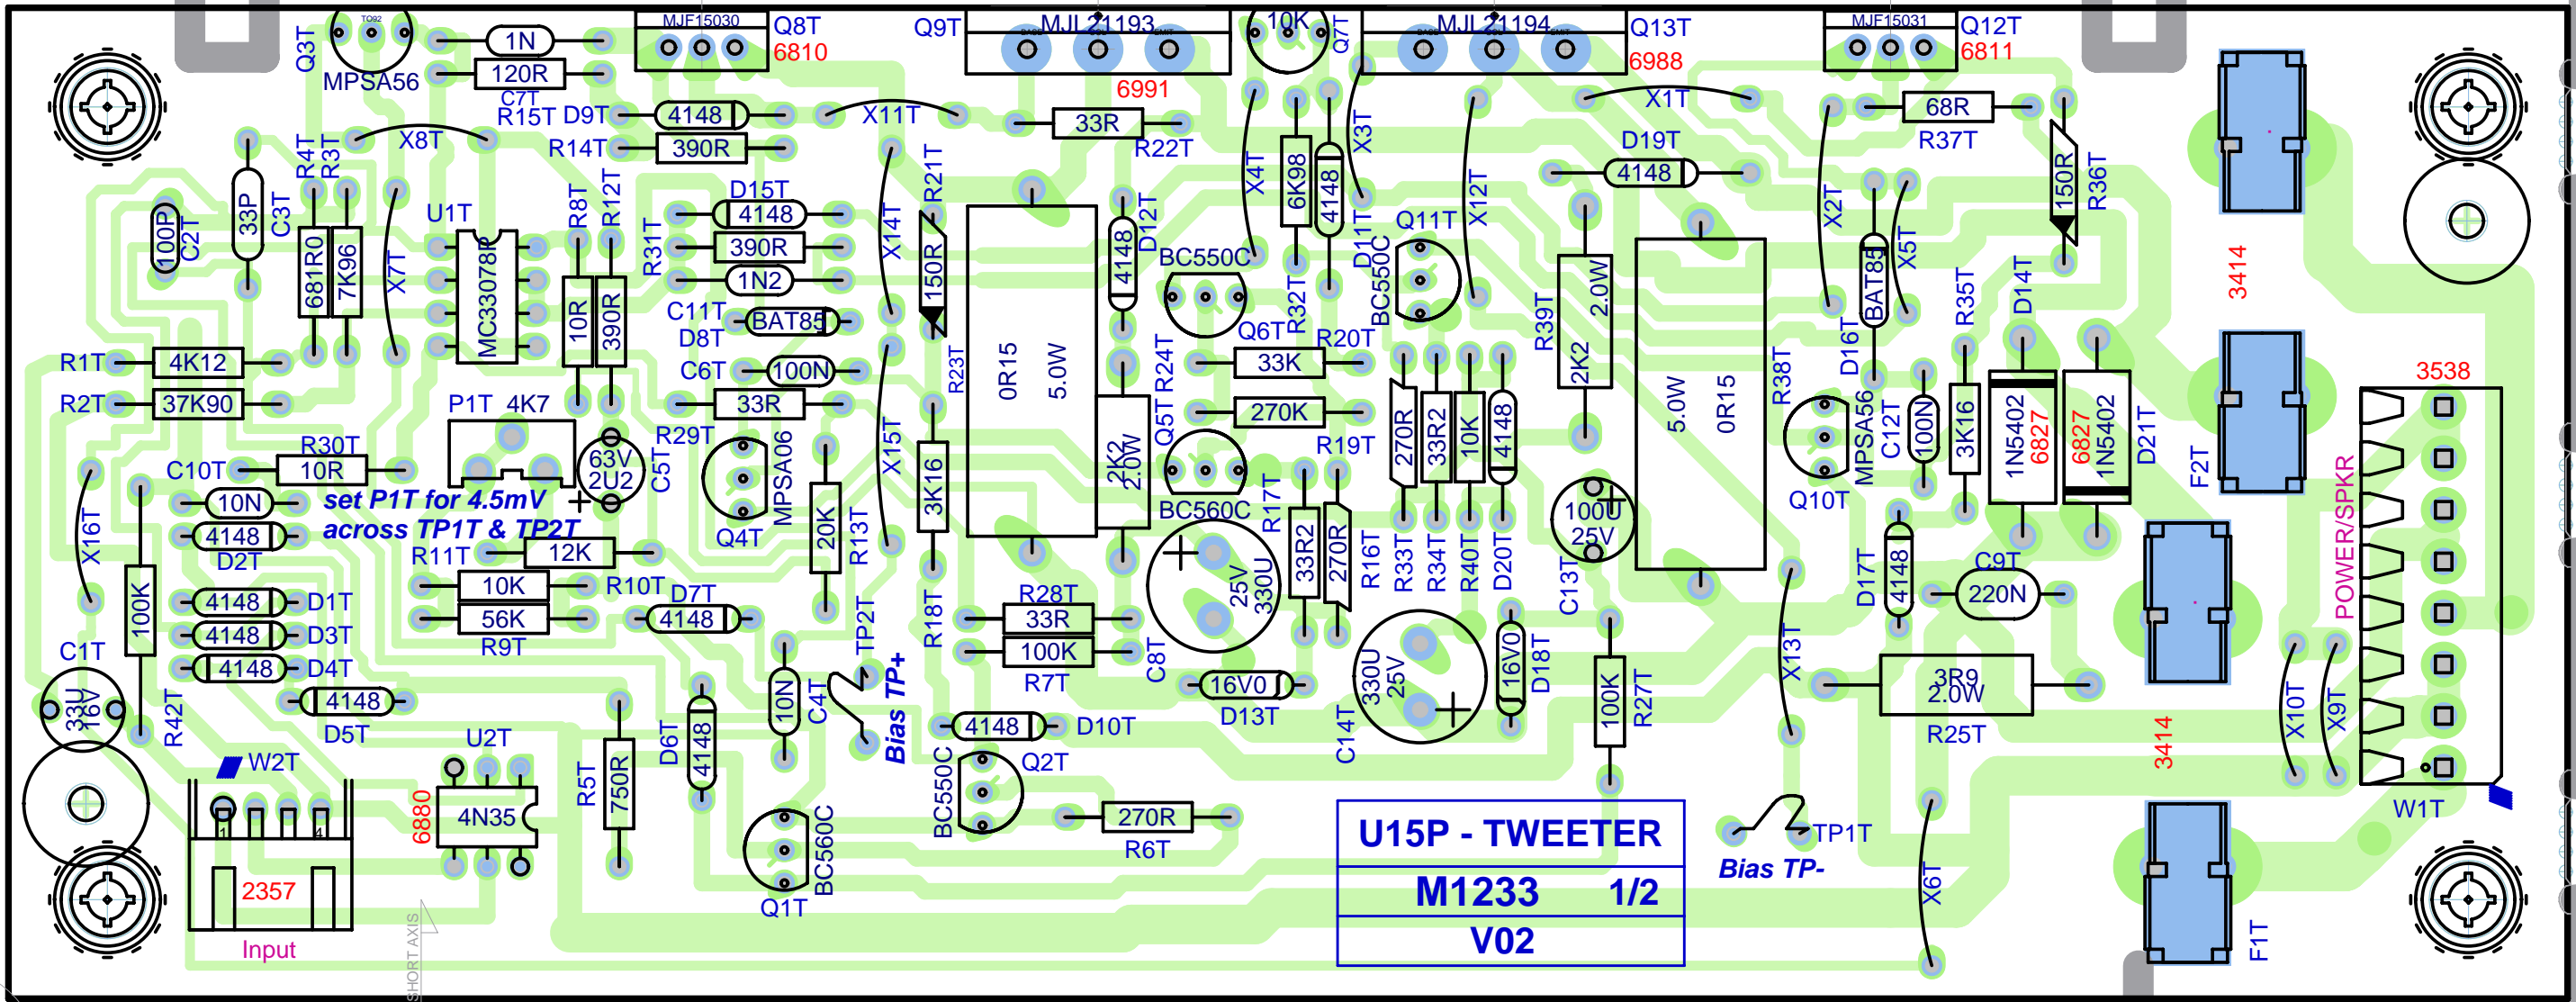 Q3T
TO92
MPSA56
1N
120R
C7T
R15T
MJF15030
Q8T
6810
Q9T
MJL21193
BASE
EMIT
6991
10K
Q7T
MJL21194
BASE
EMIT
Q13T
6988
MJF15031
Q12T
6811
D9T
4148
R14T
390R
X11T
33R
R22T
X1T
68R
R37T
X8T
R4T
R3T
33P
C3T
100P
C2T
681R0
7K96
X7T
U1T
MC33078P
R8T
R12T
10R
390R
D15T
4148
R31T
390R
1N2
C11T
D8T
BAT85
C6T
100N
33R
R29T
X14T
R21T
150R
R23T
0R15
5.0W
D12T
4148
X4T
6K98
4148
X3T
D11T
R32T
BC550C
Q6T
Q11T
BC550C
X12T
D19T
4148
R39T
2.0W
2K2
5.0W
0R15
R38T
X2T
BAT85
X5T
D16T
150R
R36T
R35T
D14T
3414
R1T
4K12
R2T
37K90
P1T 4K7
R30T
10R
C10T
10N
4148
D2T
set P1T for 4.5mV
across TP1T & TP2T
63V
2U2
C5T
R11T
12K
10K
R10T
56K
R9T
MPSA06
Q4T
20K
R13T
X15T
3K16
R18T
2K2
2.0W
R24T
Q5T
33K
R20T
270K
R19T
BC560C
R17T
33R2
270R
R16T
25V
330U
C8T
270R
33R2
10K
4148
R33T
R34T
R40T
D20T
100U
25V
C13T
MPSA56
Q10T
C12T
100N
3K16
1N5402
6827
6827
1N5402
D21T
F2T
3538
POWER/SPKR
W1T
X16T
100K
R42T
4148
D1T
4148
D3T
4148
D4T
4148
D5T
C1T
33U
16V
D7T
4148
D6T
4148
10N
C4T
TP2T
Bias TP+
R28T
33R
100K
R7T
4148
D10T
16V0
D13T
330U
25V
C14T
16V0
D18T
100K
R27T
X13T
D17T
4148
C9T
220N
3R9
2.0W
R25T
3414
X10T
X9T
W2T
1
4
2357
Input
U2T
6880
4N35
R5T
750R
BC560C
Q1T
BC550C
Q2T
270R
R6T
U15P - TWEETER
M1233 1/2
V02
TP1T
Bias TP-
X6T
F1T
SHORT AXIS